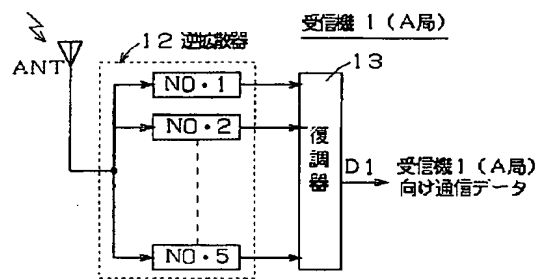 受信機1(A局)
12 逆拡散器
13
ANT
NO・1
NO・2
NO・5
復調器
D1
受信機1(A局)
向け通信データ